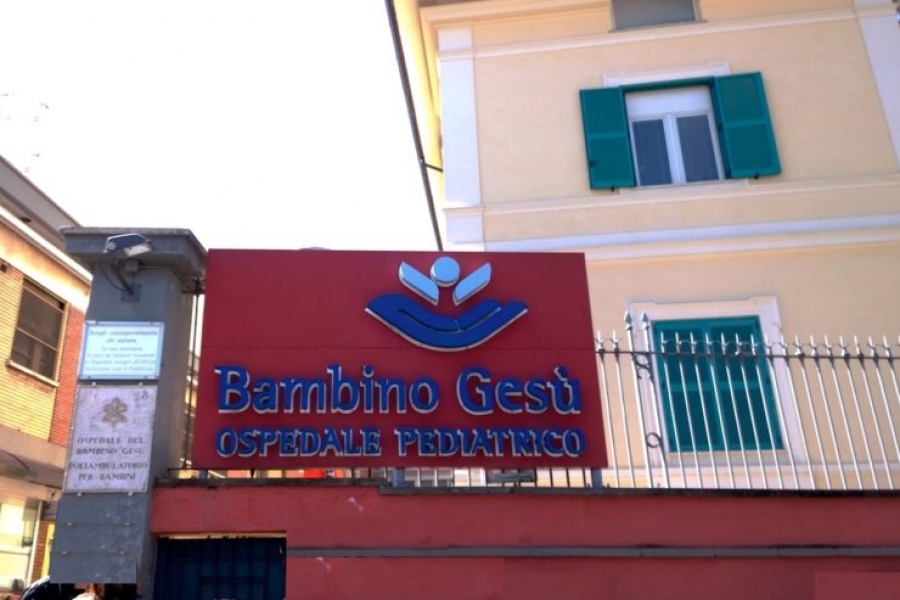 Bambino Gesù
OSPEDALE PEDIATRICO
OSPEDALE DEL
BAMBINO GESÙ
POLIAMBULATORIO
PER BAMBINI